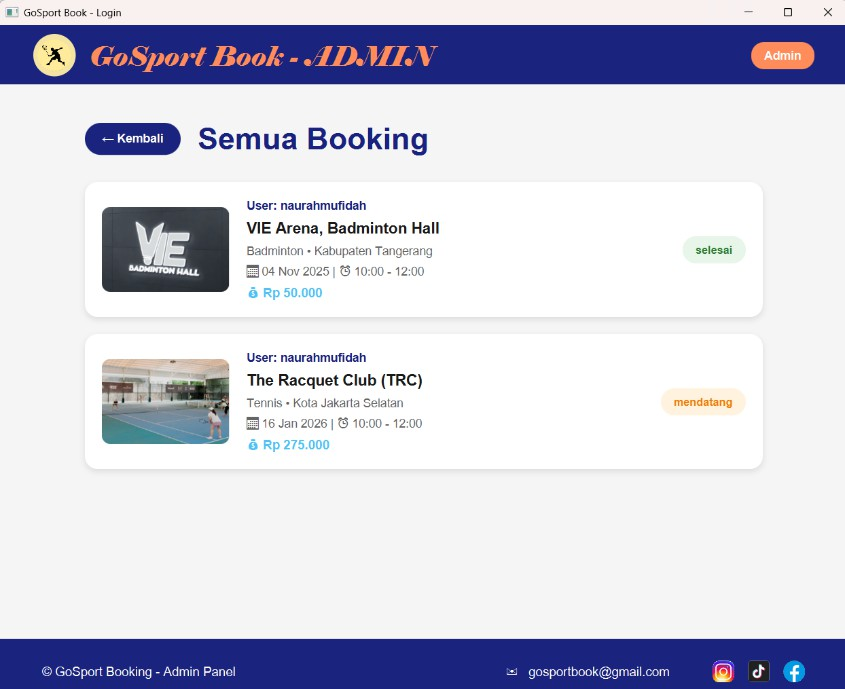 GoSport Book - Login
GoSport Book - ADMIN
Admin
← Kembali
Semua Booking
User: naurahmufidah
VIE Arena, Badminton Hall
Badminton • Kabupaten Tangerang
04 Nov 2025 | 10:00 - 12:00
Rp 50.000
selesai
VIE
BADMINTON HALL
User: naurahmufidah
The Racquet Club (TRC)
Tennis • Kota Jakarta Selatan
16 Jan 2026 | 10:00 - 12:00
Rp 275.000
mendatang
© GoSport Booking - Admin Panel
gosportbook@gmail.com